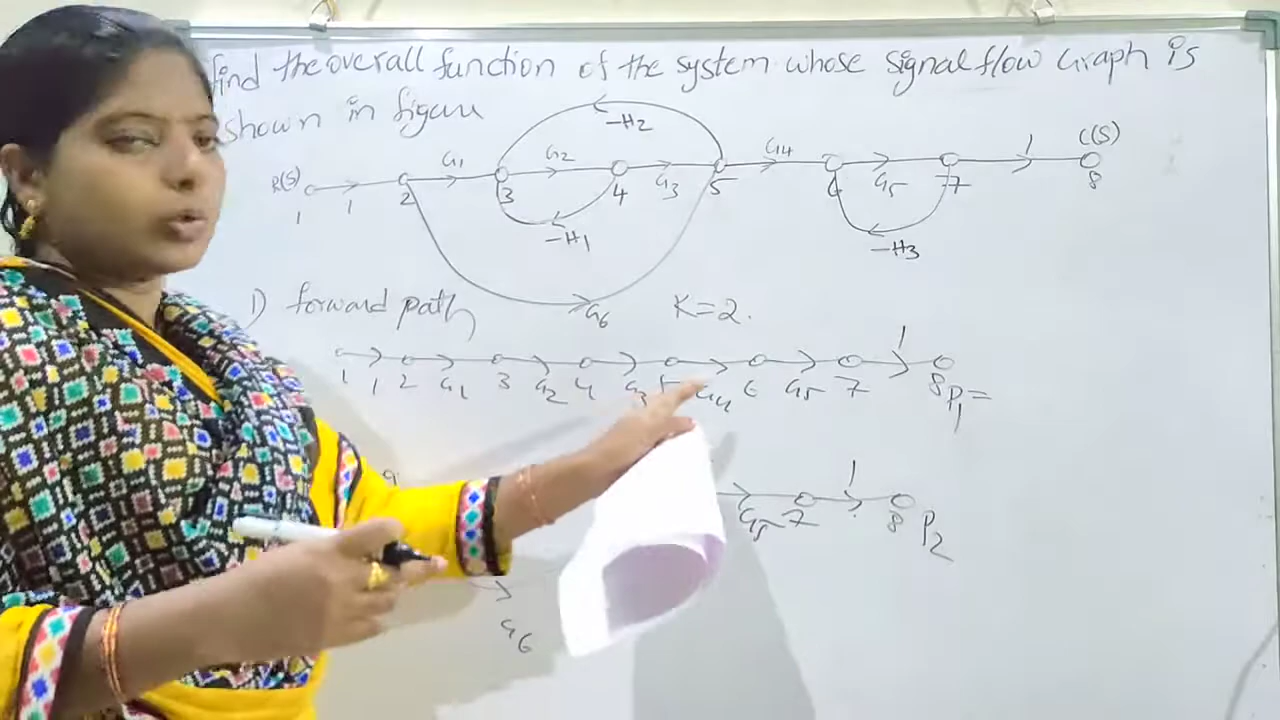 find the overall function of the system whose signal flow Graph is
shown in figure
-H2
R(S) 1 1 2 G1 3 G2 4 G3 5 G4 6 G5 7 1 8 C(S)
-H1
-H3
G6
1) forward path K=2.
1 1 2 G1 3 G2 4 G3 5 G4 6 G5 7 1 8 P1=
G5 7 1 8 P2
G6